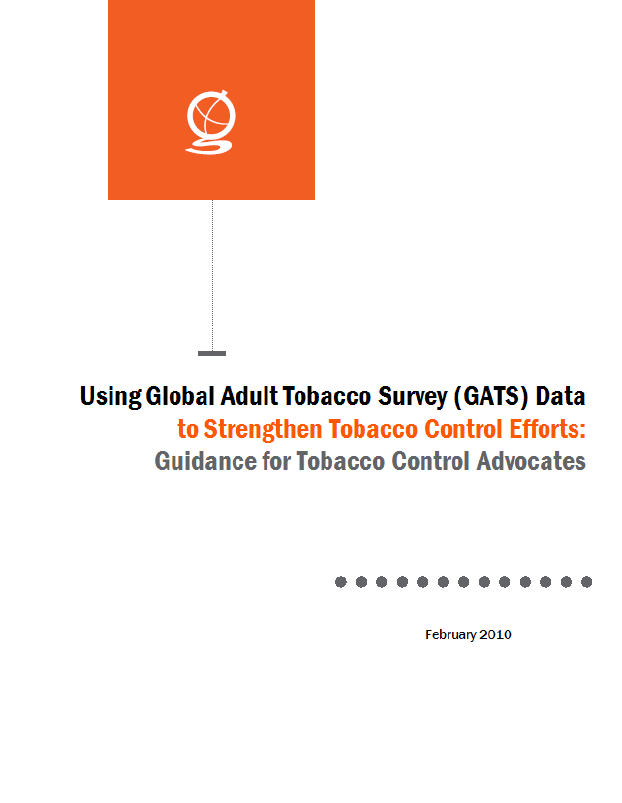 Using Global Adult Tobacco Survey (GATS) Data
to Strengthen Tobacco Control Efforts:
Guidance for Tobacco Control Advocates
February 2010